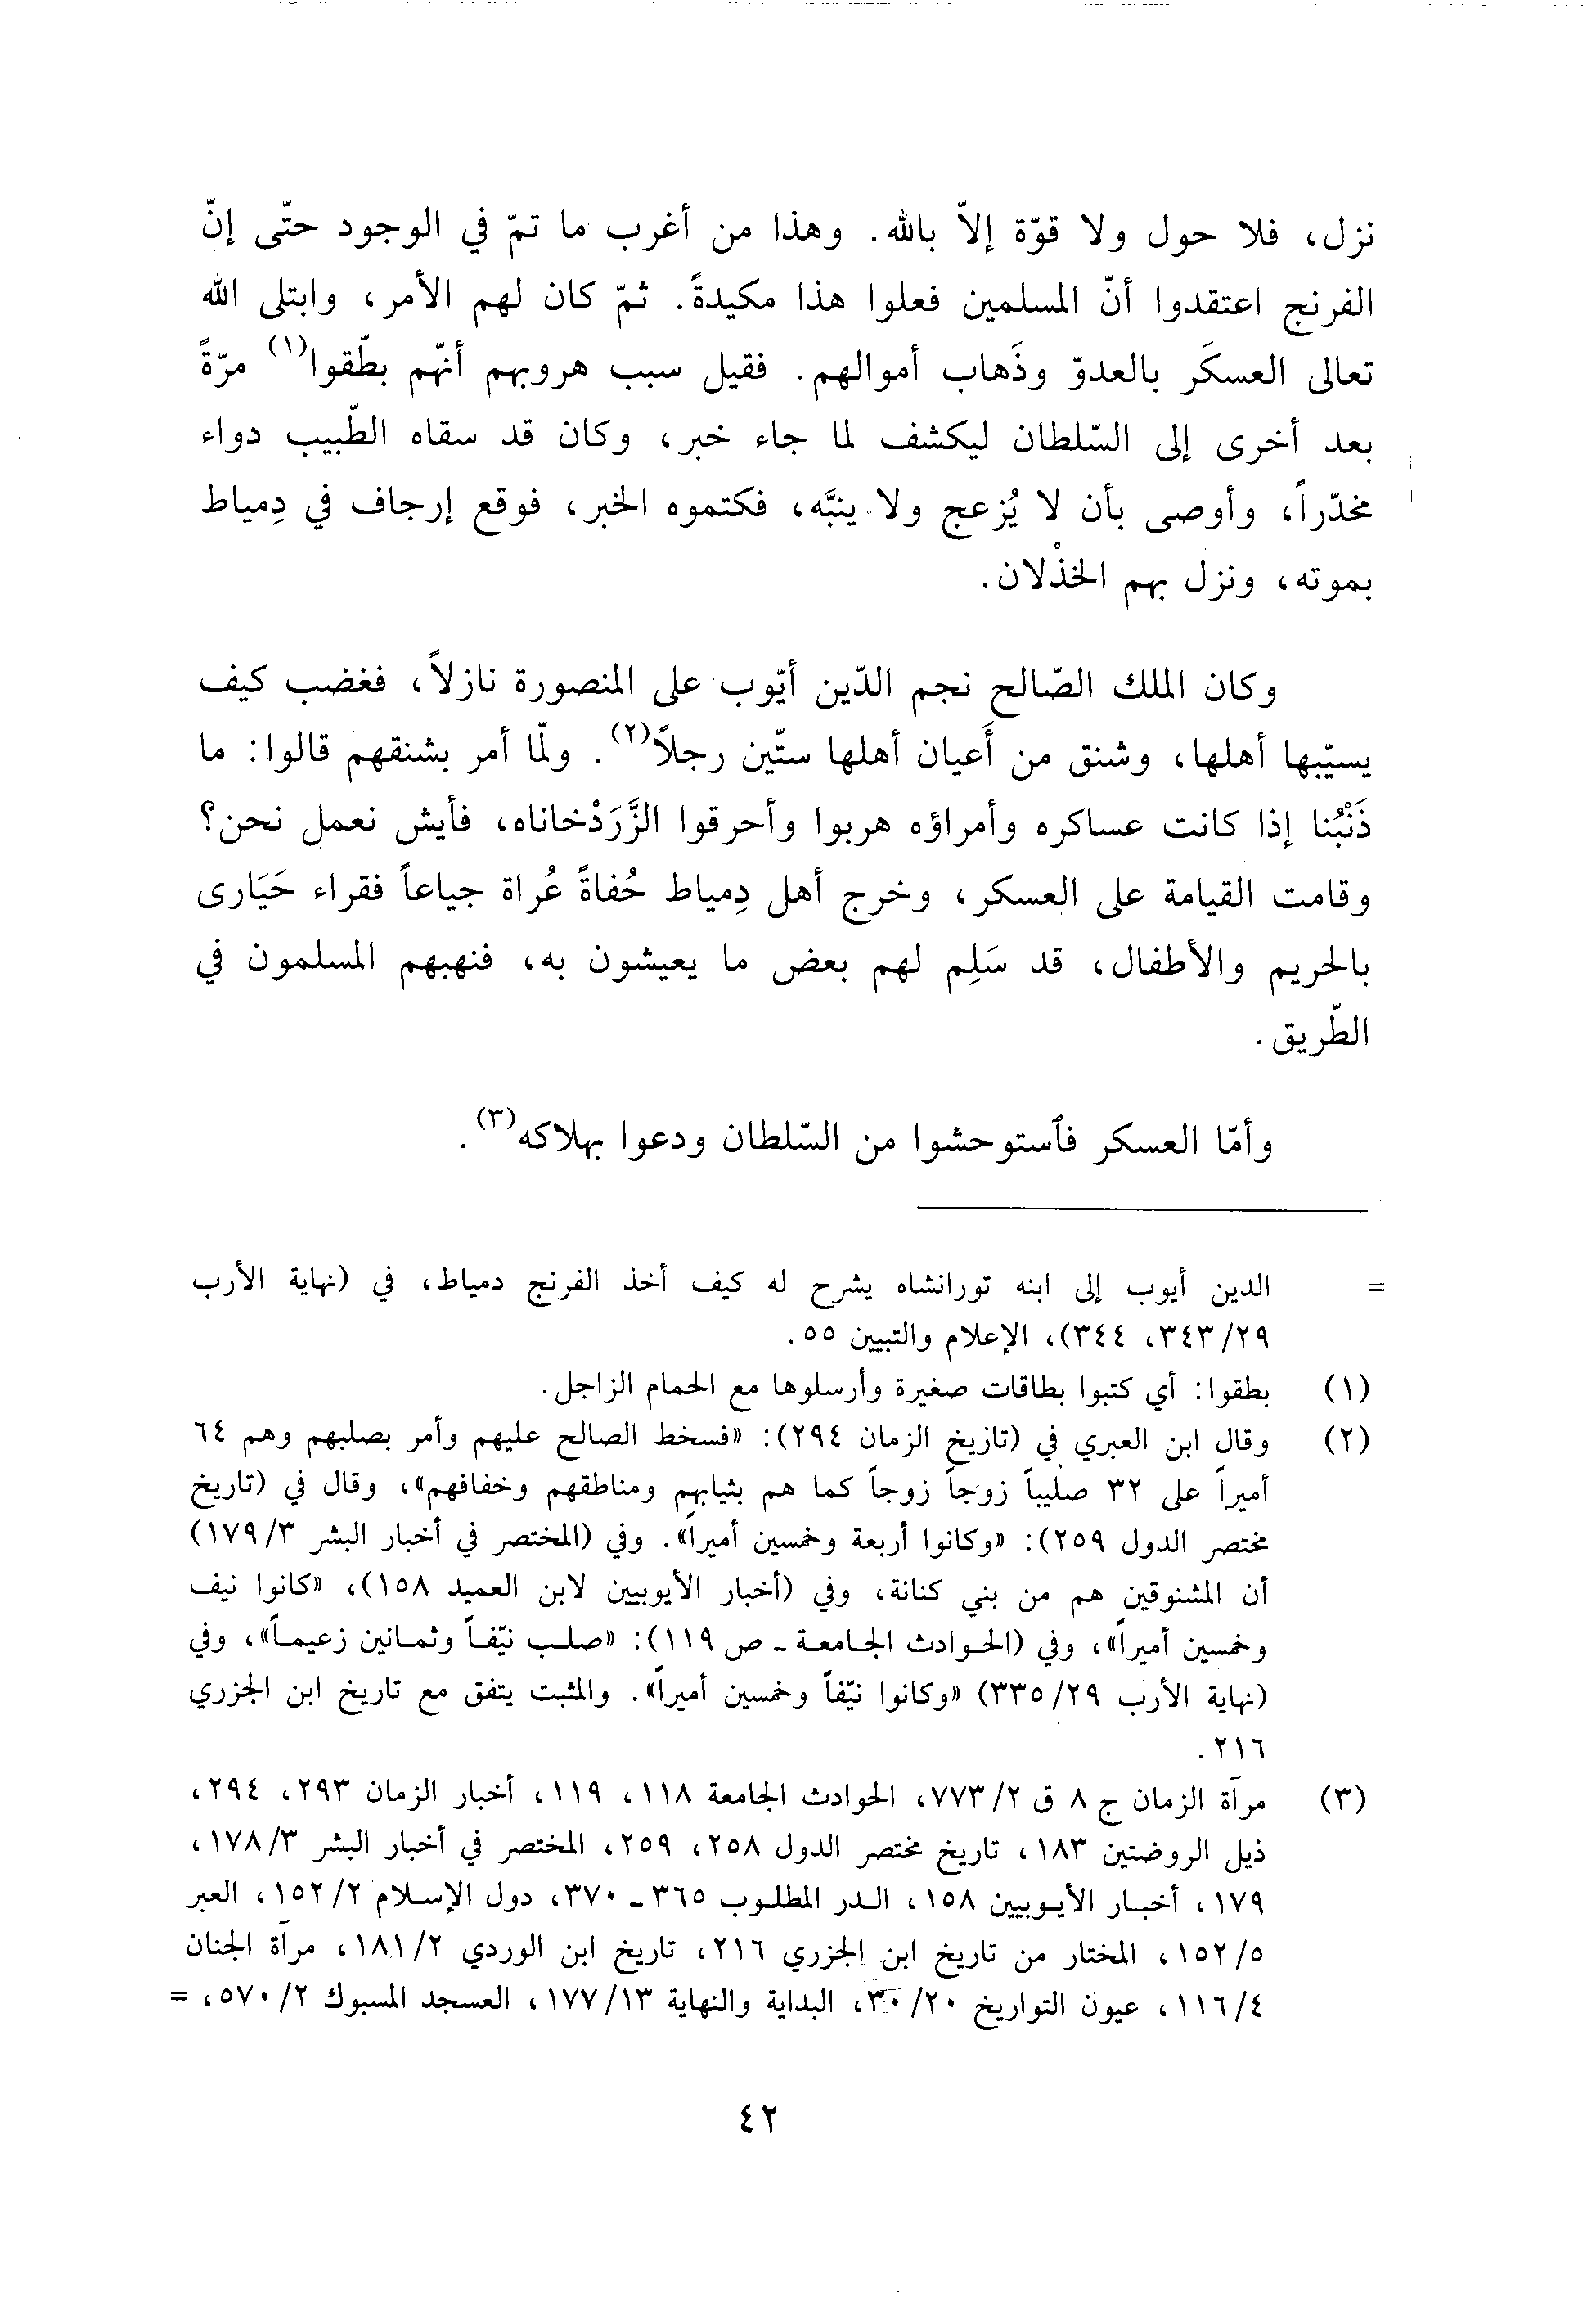 نزل، فلا حول ولا قوّة إلاّ بالله. وهذا من أغرب ما تمّ في الوجود حتّى إنّ
الفرنج اعتقدوا أنّ المسلمين فعلوا هذا مكيدةً. ثمّ كان لهم الأمر، وابتلى الله
تعالى العسكَر بالعدوّ وذَهاب أموالهم. فقيل سبب هروبهم أنّهم بطّقوا(١) مرّةً
بعد أخرى إلى السّلطان ليكشف لما جاء خبر، وكان قد سقاه الطّبيب دواء
مخدّراً، وأوصى بأن لا يُزعج ولا ينبَّه، فكتموه الخبر، فوقع إرجاف في دِمياط
بموته، ونزل بهم الخذْلان.
وكان الملك الصّالح نجم الدّين أيّوب على المنصورة نازلاً، فغضب كيف
يسيّبها أهلها، وشنق من أَعيان أهلها ستّين رجلاً(٢). ولّما أمر بشنقهم قالوا: ما
ذَنْبُنا إذا كانت عساكره وأمراؤه هربوا وأحرقوا الزَّرَدْخاناه، فأيش نعمل نحن؟
وقامت القيامة على العسكر، وخرج أهل دِمياط حُفاةً عُراة جياعاً فقراء حَيَارى
بالحريم والأطفال، قد سَلِم لهم بعض ما يعيشون به، فنهبهم المسلمون في
الطّريق.
وأمّا العسكر فٱستوحشوا من السّلطان ودعوا بهلاكه(٣).
= الدين أيوب إلى ابنه تورانشاه يشرح له كيف أخذ الفرنج دمياط، في (نهاية الأرب
٢٩/٣٤٣، ٣٤٤)، الإعلام والتبيين ٥٥.
(١) بطقوا: أي كتبوا بطاقات صغيرة وأرسلوها مع الحمام الزاجل.
(٢) وقال ابن العبري في (تازيخ الزمان ٢٩٤): «فسخط الصالح عليهم وأمر بصلبهم وهم ٦٤
أميراً على ٣٢ صليباً زوجاً زوجاً كما هم بثيابهم ومناطقهم وخفافهم»، وقال في (تاريخ
مختصر الدول ٢٥٩): «وكانوا أربعة وخمسين أميراً». وفي (المختصر في أخبار البشر ٣/١٧٩)
أن المشنوقين هم من بني كنانة، وفي (أخبار الأيوبيين لابن العميد ١٥٨)، «كانوا نيف
وخمسين أميراً»، وفي (الحوادث الجامعة ـ ص ١١٩): «صلب نيّفاً وثمانين زعيماً»، وفي
(نهاية الأرب ٢٩/٣٣٥) «وكانوا نيّفاً وخمسين أميراً». والمثبت يتفق مع تاريخ ابن الجزري
٢١٦.
(٣) مرآة الزمان ج ٨ ق ٢/٧٧٣، الحوادث الجامعة ١١٨، ١١٩، أخبار الزمان ٢٩٣، ٢٩٤،
ذيل الروضتين ١٨٣، تاريخ مختصر الدول ٢٥٨، ٢٥٩، المختصر في أخبار البشر ٣/١٧٨،
١٧٩، أخبار الأيوبيين ١٥٨، الدر المطلوب ٣٦٥ ـ ٣٧٠، دول الإسلام ٢/١٥٢، العبر
٥/١٥٢، المختار من تاريخ ابن الجزري ٢١٦، تاريخ ابن الوردي ٢/١٨١، مرآة الجنان
٤/١١٦، عيون التواريخ ٢٠/٣٠، البداية والنهاية ١٣/١٧٧، العسجد المسبوك ٢/٥٧٠، =
٤٢